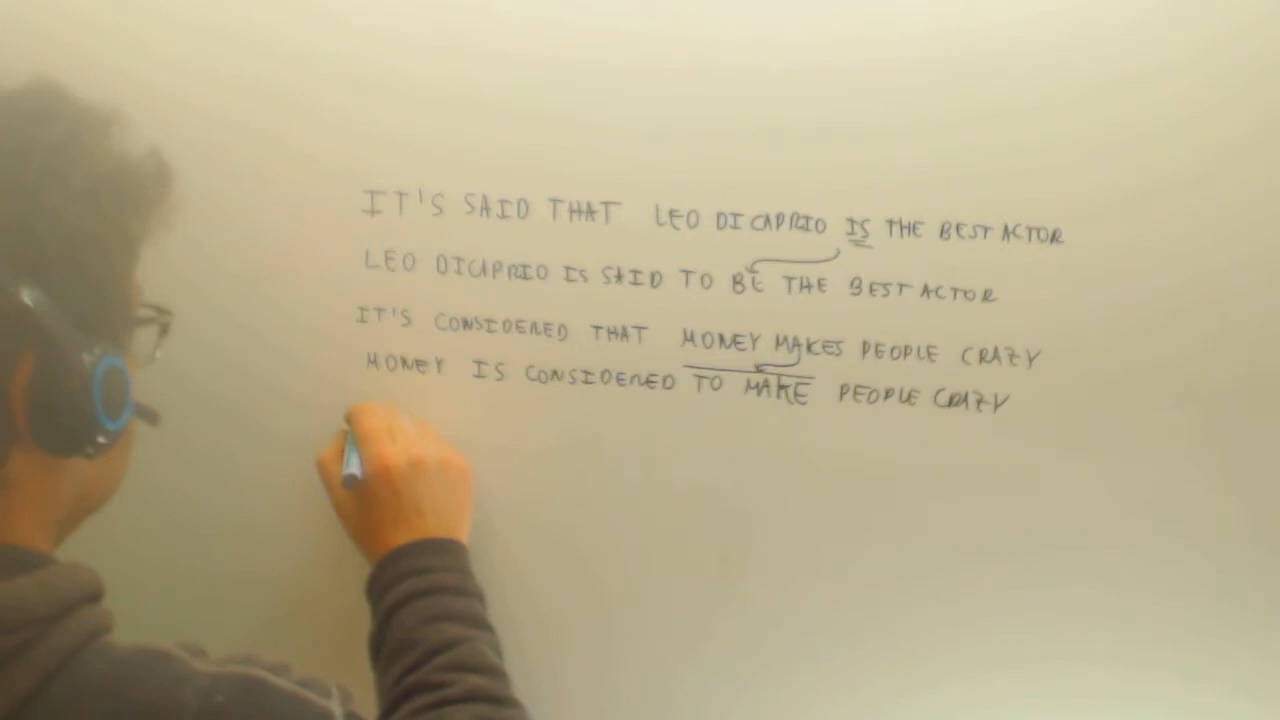 IT'S SAID THAT LEO DICAPRIO IS THE BEST ACTOR
LEO DICAPRIO IS SAID TO BE THE BEST ACTOR
IT'S CONSIDERED THAT MONEY MAKES PEOPLE CRAZY
MONEY IS CONSIDERED TO MAKE PEOPLE CRAZY